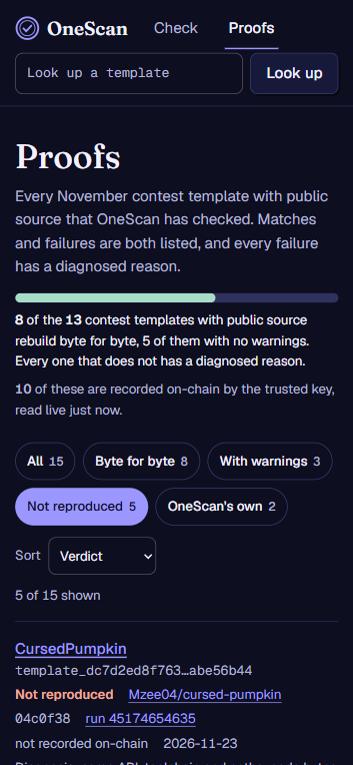 OneScan Check Proofs
Look up a template Look up
Proofs
Every November contest template with public
source that OneScan has checked. Matches
and failures are both listed, and every failure
has a diagnosed reason.
8 of the 13 contest templates with public source
rebuild byte for byte, 5 of them with no warnings.
Every one that does not has a diagnosed reason.
10 of these are recorded on-chain by the trusted key,
read live just now.
All 15 Byte for byte 8 With warnings 3
Not reproduced 5 OneScan's own 2
Sort Verdict
5 of 15 shown
CursedPumpkin
template_dc7d2ed8f763…abe56b44
Not reproduced Mzee04/cursed-pumpkin
04c0f38 run 45174654635
not recorded on-chain 2026-11-23